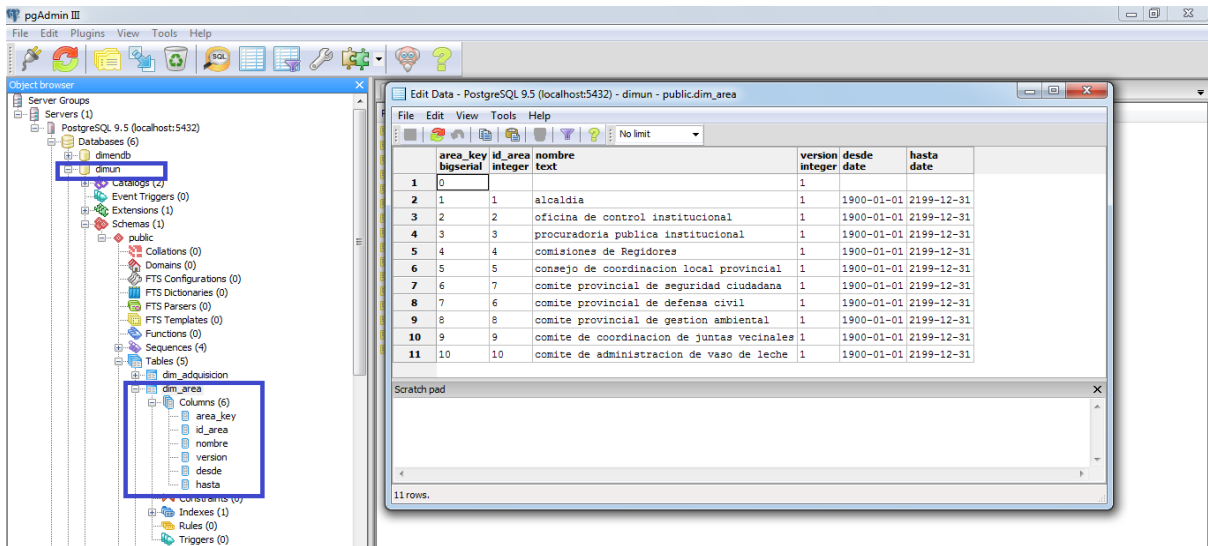 pgAdmin III
File Edit Plugins View Tools Help
SQL
Object browser
Server Groups
Servers (1)
PostgreSQL 9.5 (localhost:5432)
Databases (6)
dimendb
dimun
Catalogs (2)
Event Triggers (0)
Extensions (1)
Schemas (1)
public
Collations (0)
Domains (0)
FTS Configurations (0)
FTS Dictionaries (0)
FTS Parsers (0)
FTS Templates (0)
Functions (0)
Sequences (4)
Tables (5)
dim_adquisicion
dim_area
Columns (6)
area_key
id_area
nombre
version
desde
hasta
Constraints (0)
Indexes (1)
Rules (0)
Triggers (0)
Edit Data - PostgreSQL 9.5 (localhost:5432) - dimun - public.dim_area
File Edit View Tools Help
No limit
area_key id_area nombre version desde hasta
bigserial integer text integer date date
1 0 1
2 1 1 alcaldia 1 1900-01-01 2199-12-31
3 2 2 oficina de control institucional 1 1900-01-01 2199-12-31
4 3 3 procuradoria publica institucional 1 1900-01-01 2199-12-31
5 4 4 comisiones de Regidores 1 1900-01-01 2199-12-31
6 5 5 consejo de coordinacion local provincial 1 1900-01-01 2199-12-31
7 6 7 comite provincial de seguridad ciudadana 1 1900-01-01 2199-12-31
8 7 6 comite provincial de defensa civil 1 1900-01-01 2199-12-31
9 8 8 comite provincial de gestion ambiental 1 1900-01-01 2199-12-31
10 9 9 comite de coordinacion de juntas vecinales 1 1900-01-01 2199-12-31
11 10 10 comite de administracion de vaso de leche 1 1900-01-01 2199-12-31
Scratch pad
11 rows.